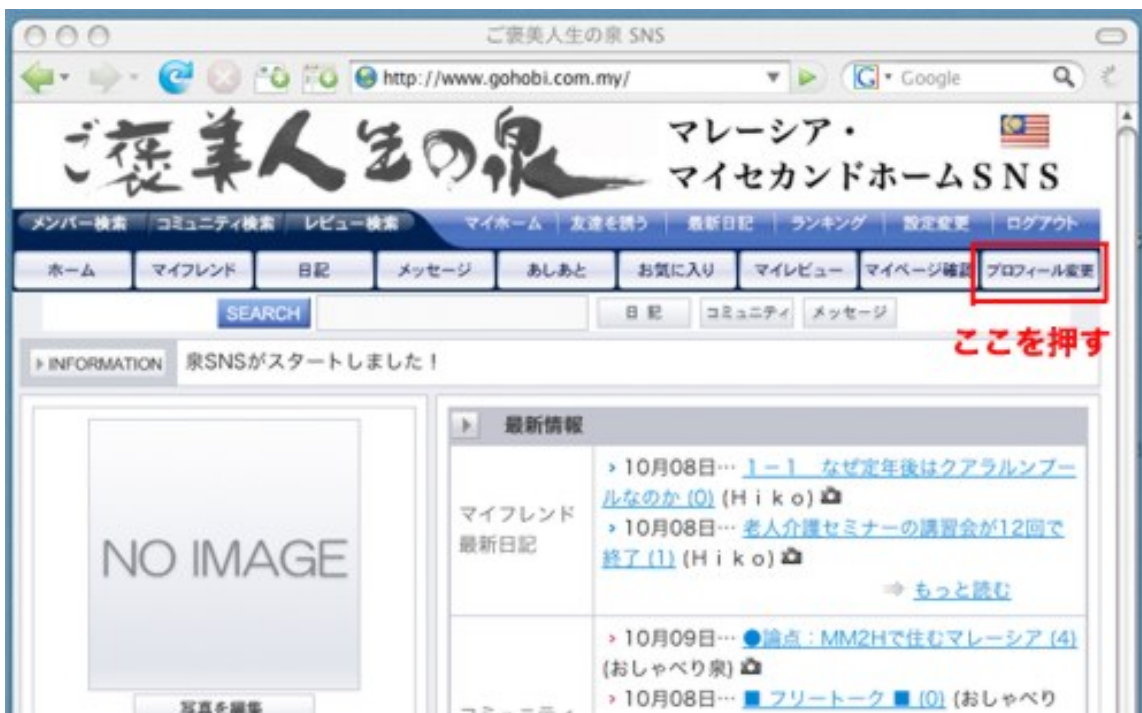 ご褒美人生の泉 SNS
http://www.gohobi.com.my/
G Google
ご褒美人生の泉
マレーシア・
マイセカンドホームSNS
メンバー検索 コミュニティ検索 レビュー検索 マイホーム 友達を誘う 最新日記 ランキング 設定変更 ログアウト
ホーム マイフレンド 日記 メッセージ あしあと お気に入り マイレビュー マイページ確認 プロフィール変更
SEARCH 日記 コミュニティ メッセージ
ここを押す
INFORMATION 泉SNSがスタートしました!
最新情報
NO IMAGE
写真を編集
マイフレンド
最新日記
10月08日… 1-1 なぜ定年後はクアラルンプー
ルなのか (0) (Hiko)
10月08日… 老人介護セミナーの講習会が12回で
終了 (1) (Hiko)
もっと読む
コミュニティ
10月09日… ●論点:MM2Hで住むマレーシア (4)
(おしゃべり泉)
10月08日… ■ フリートーク ■ (0) (おしゃべり